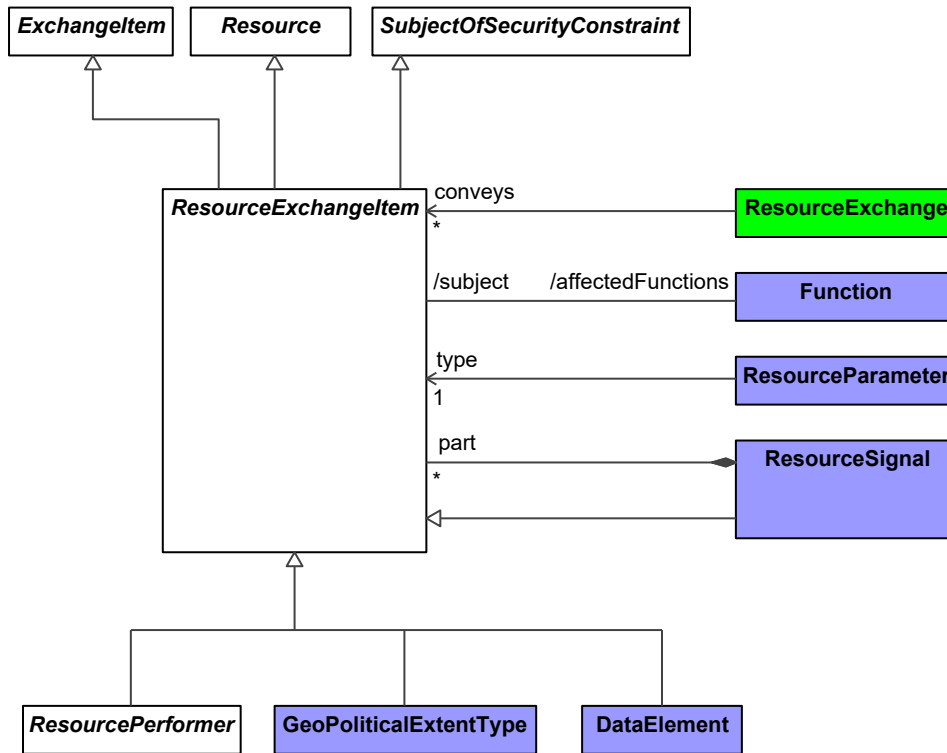 ExchangeItem
Resource
SubjectOfSecurityConstraint
ResourceExchangeItem
conveys
*
ResourceExchange
/subject
/affectedFunctions
Function
type
1
ResourceParameter
part
*
ResourceSignal
ResourcePerformer
GeoPoliticalExtentType
DataElement